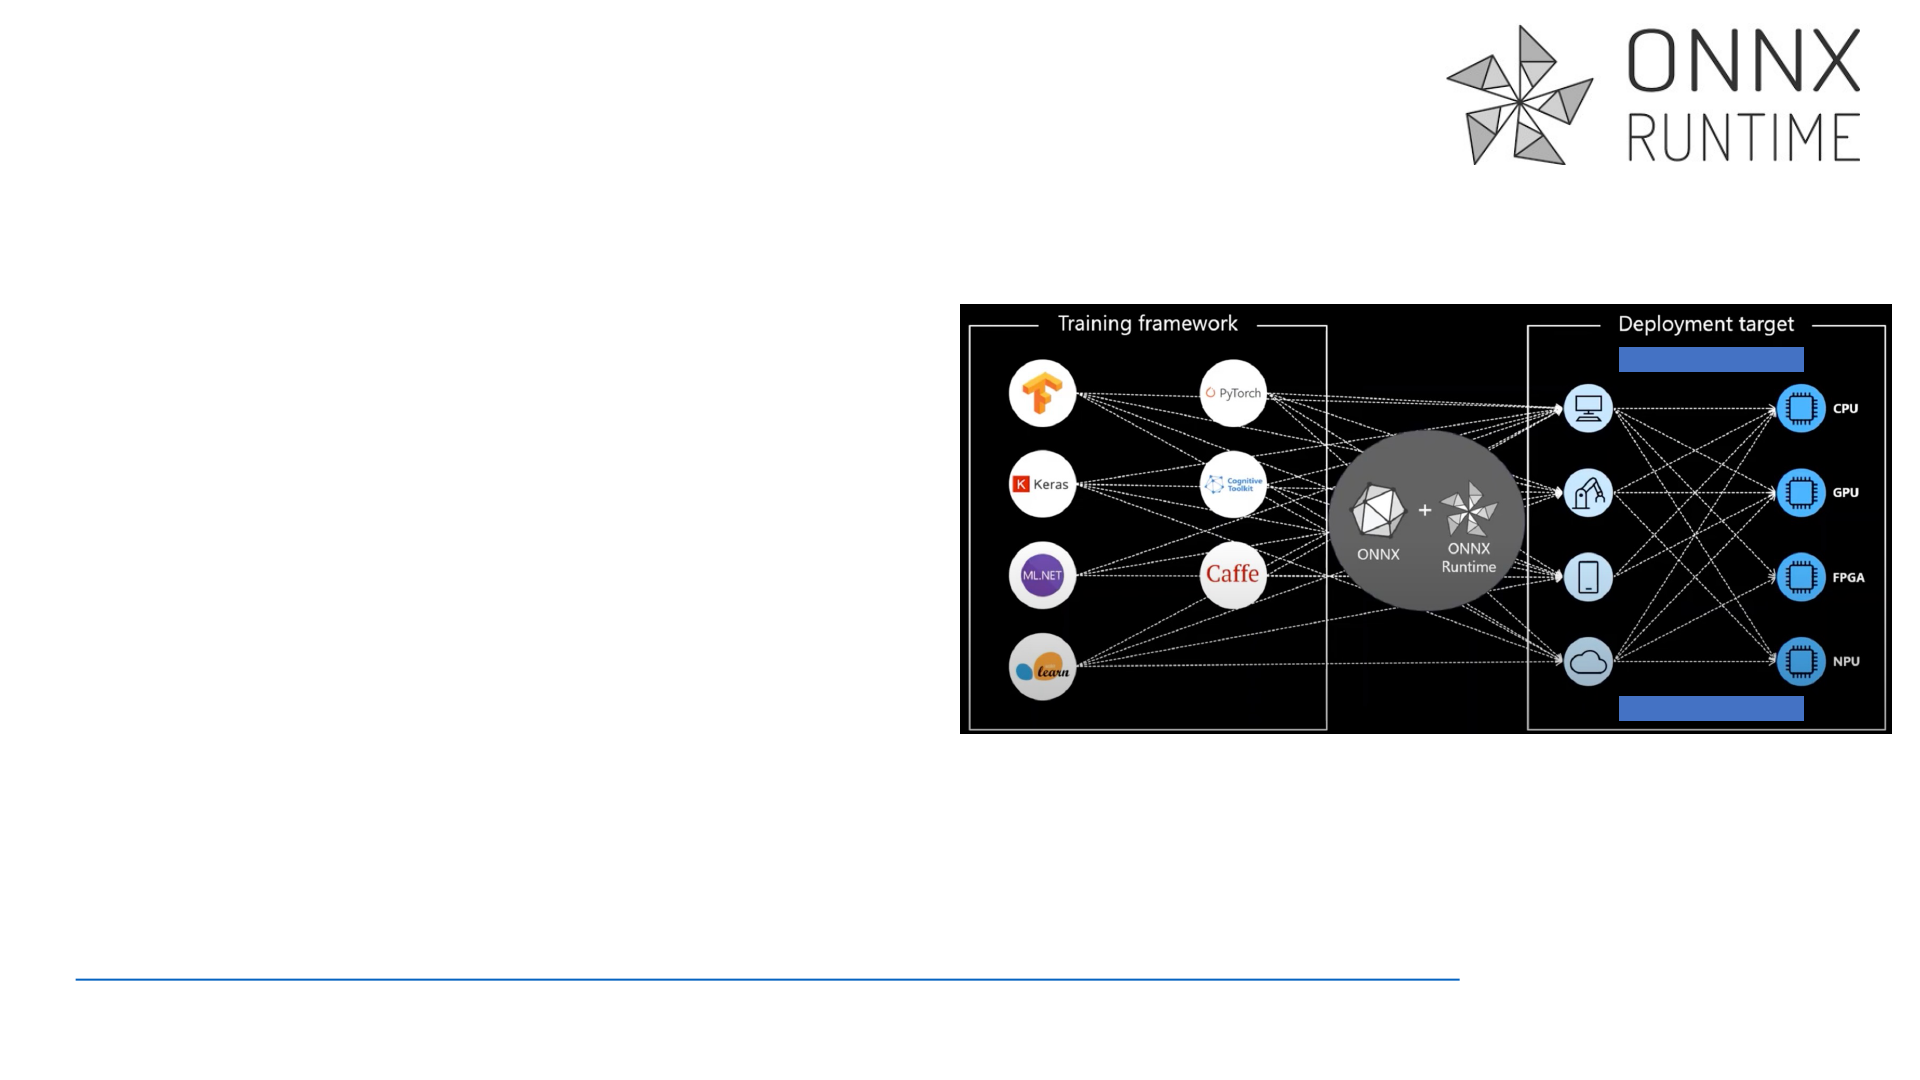 ONNX
RUNTIME
Training framework
Deployment target
PyTorch
CPU
Keras
Cognitive
Toolkit
GPU
ONNX
+
ONNX
Runtime
ML.NET
Caffe
FPGA
learn
NPU